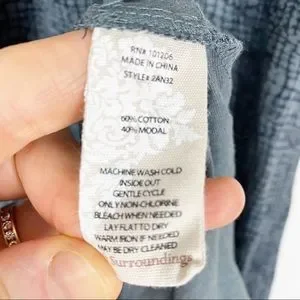 RN# 101206
MADE IN CHINA
STYLE# 2AN32
60% COTTON
40% MODAL
MACHINE WASH COLD
INSIDE OUT
GENTLE CYCLE
ONLY NON-CHLORINE
BLEACH WHEN NEEDED
LAY FLAT TO DRY
WARM IRON IF NEEDED
MAY BE DRY CLEANED
Surroundings